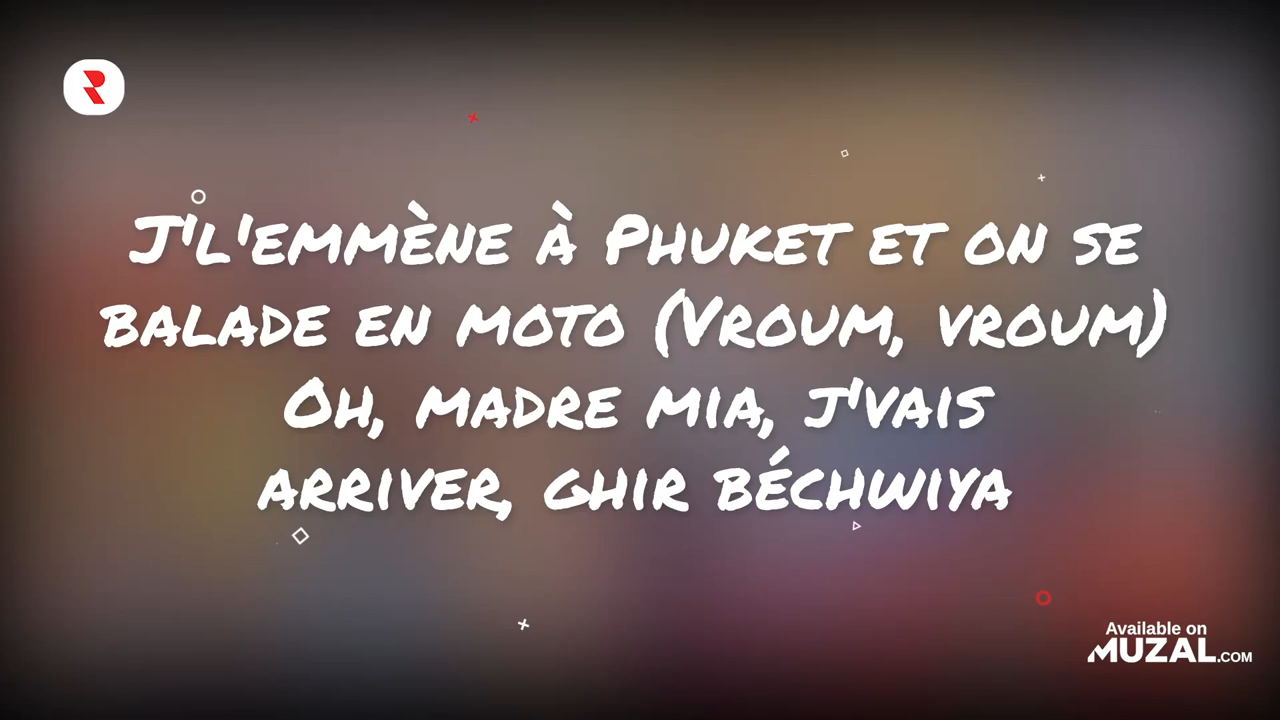 J'l'emmène à Phuket et on se
balade en moto (Vroum, vroum)
Oh, madre mia, j'vais
arriver, ghir béchwiya
Available on
MUZAL.COM